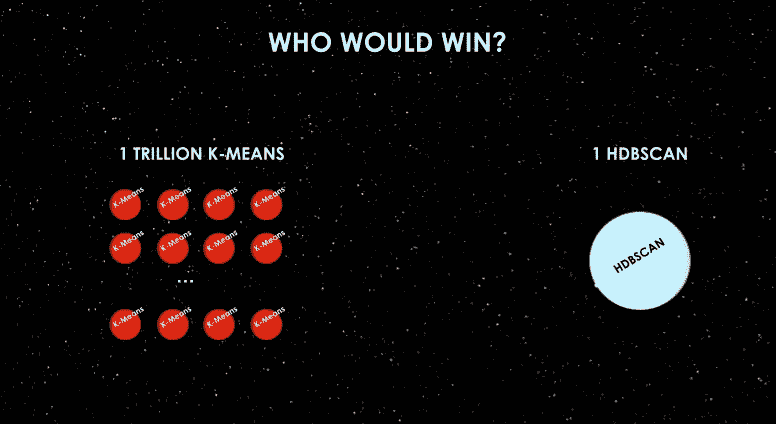 WHO WOULD WIN?
1 TRILLION K-MEANS
K-Means K-Means K-Means K-Means
K-Means K-Means K-Means K-Means
...
K-Means K-Means K-Means K-Means
1 HDBSCAN
HDBSCAN